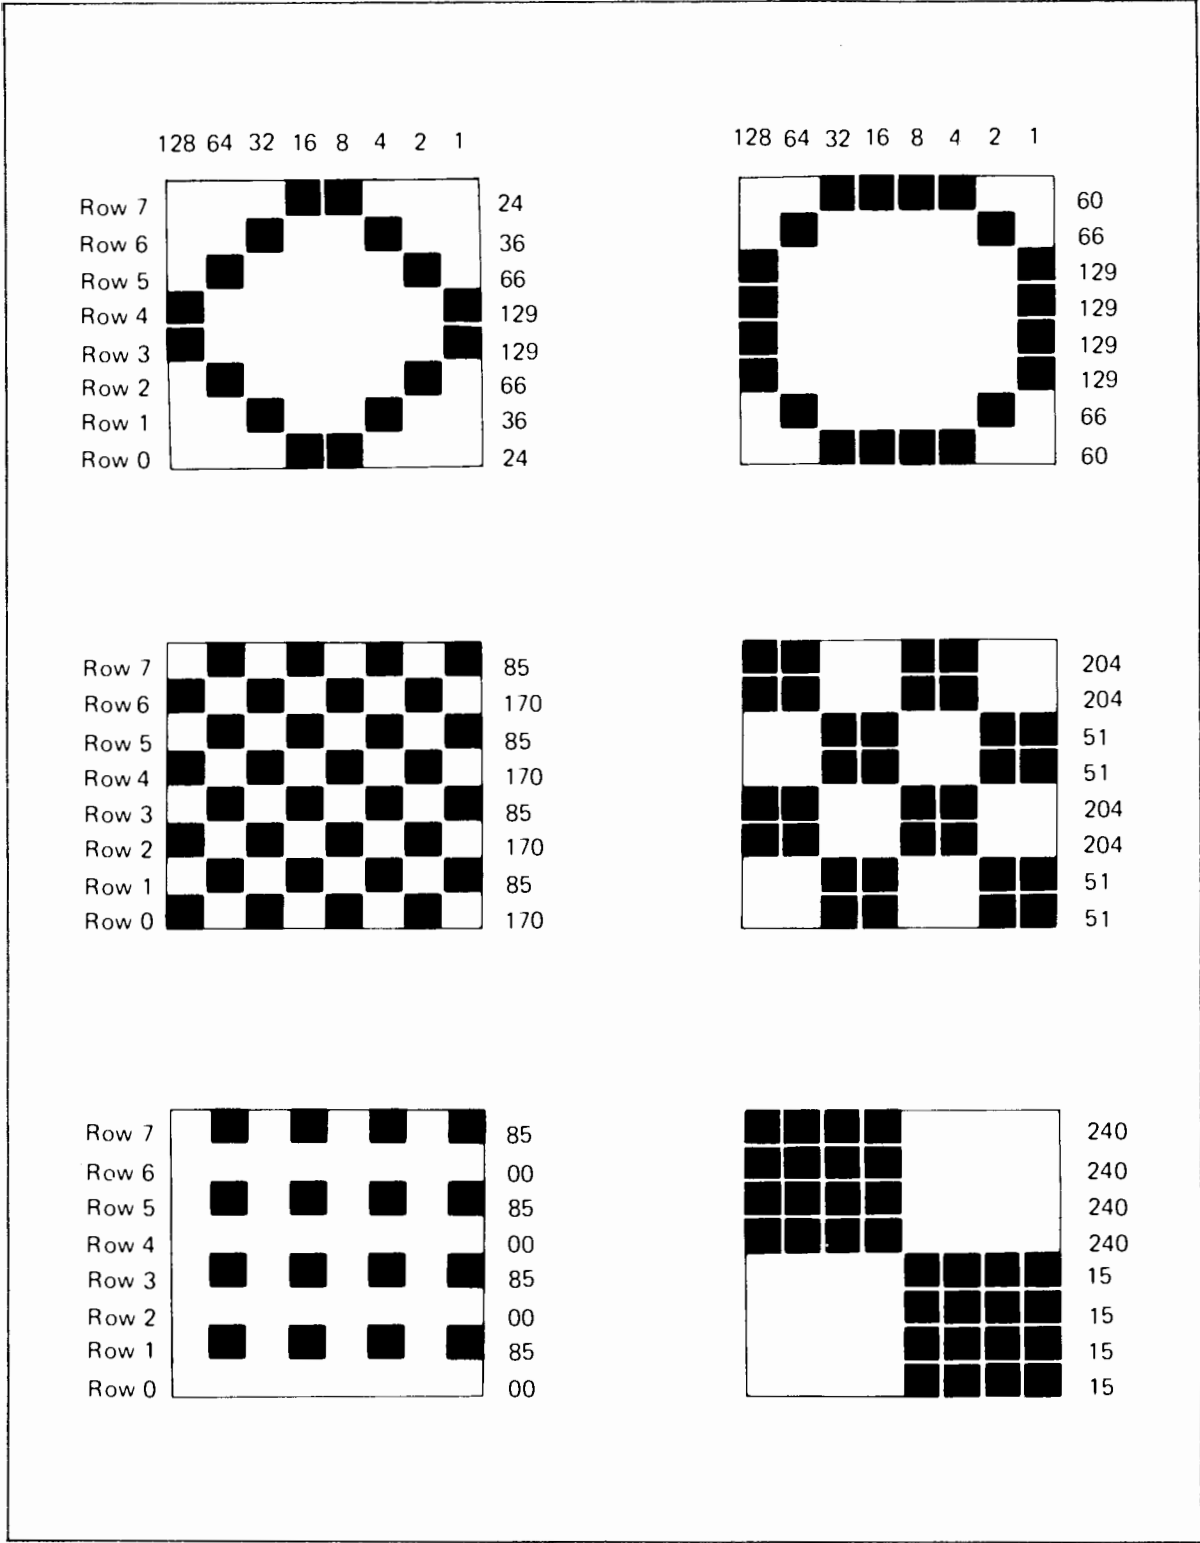 128 64 32 16 8 4 2 1
Row 7 24
Row 6 36
Row 5 66
Row 4 129
Row 3 129
Row 2 66
Row 1 36
Row 0 24
128 64 32 16 8 4 2 1
60
66
129
129
129
129
66
60
Row 7 85
Row 6 170
Row 5 85
Row 4 170
Row 3 85
Row 2 170
Row 1 85
Row 0 170
204
204
51
51
204
204
51
51
Row 7 85
Row 6 00
Row 5 85
Row 4 00
Row 3 85
Row 2 00
Row 1 85
Row 0 00
240
240
240
240
15
15
15
15